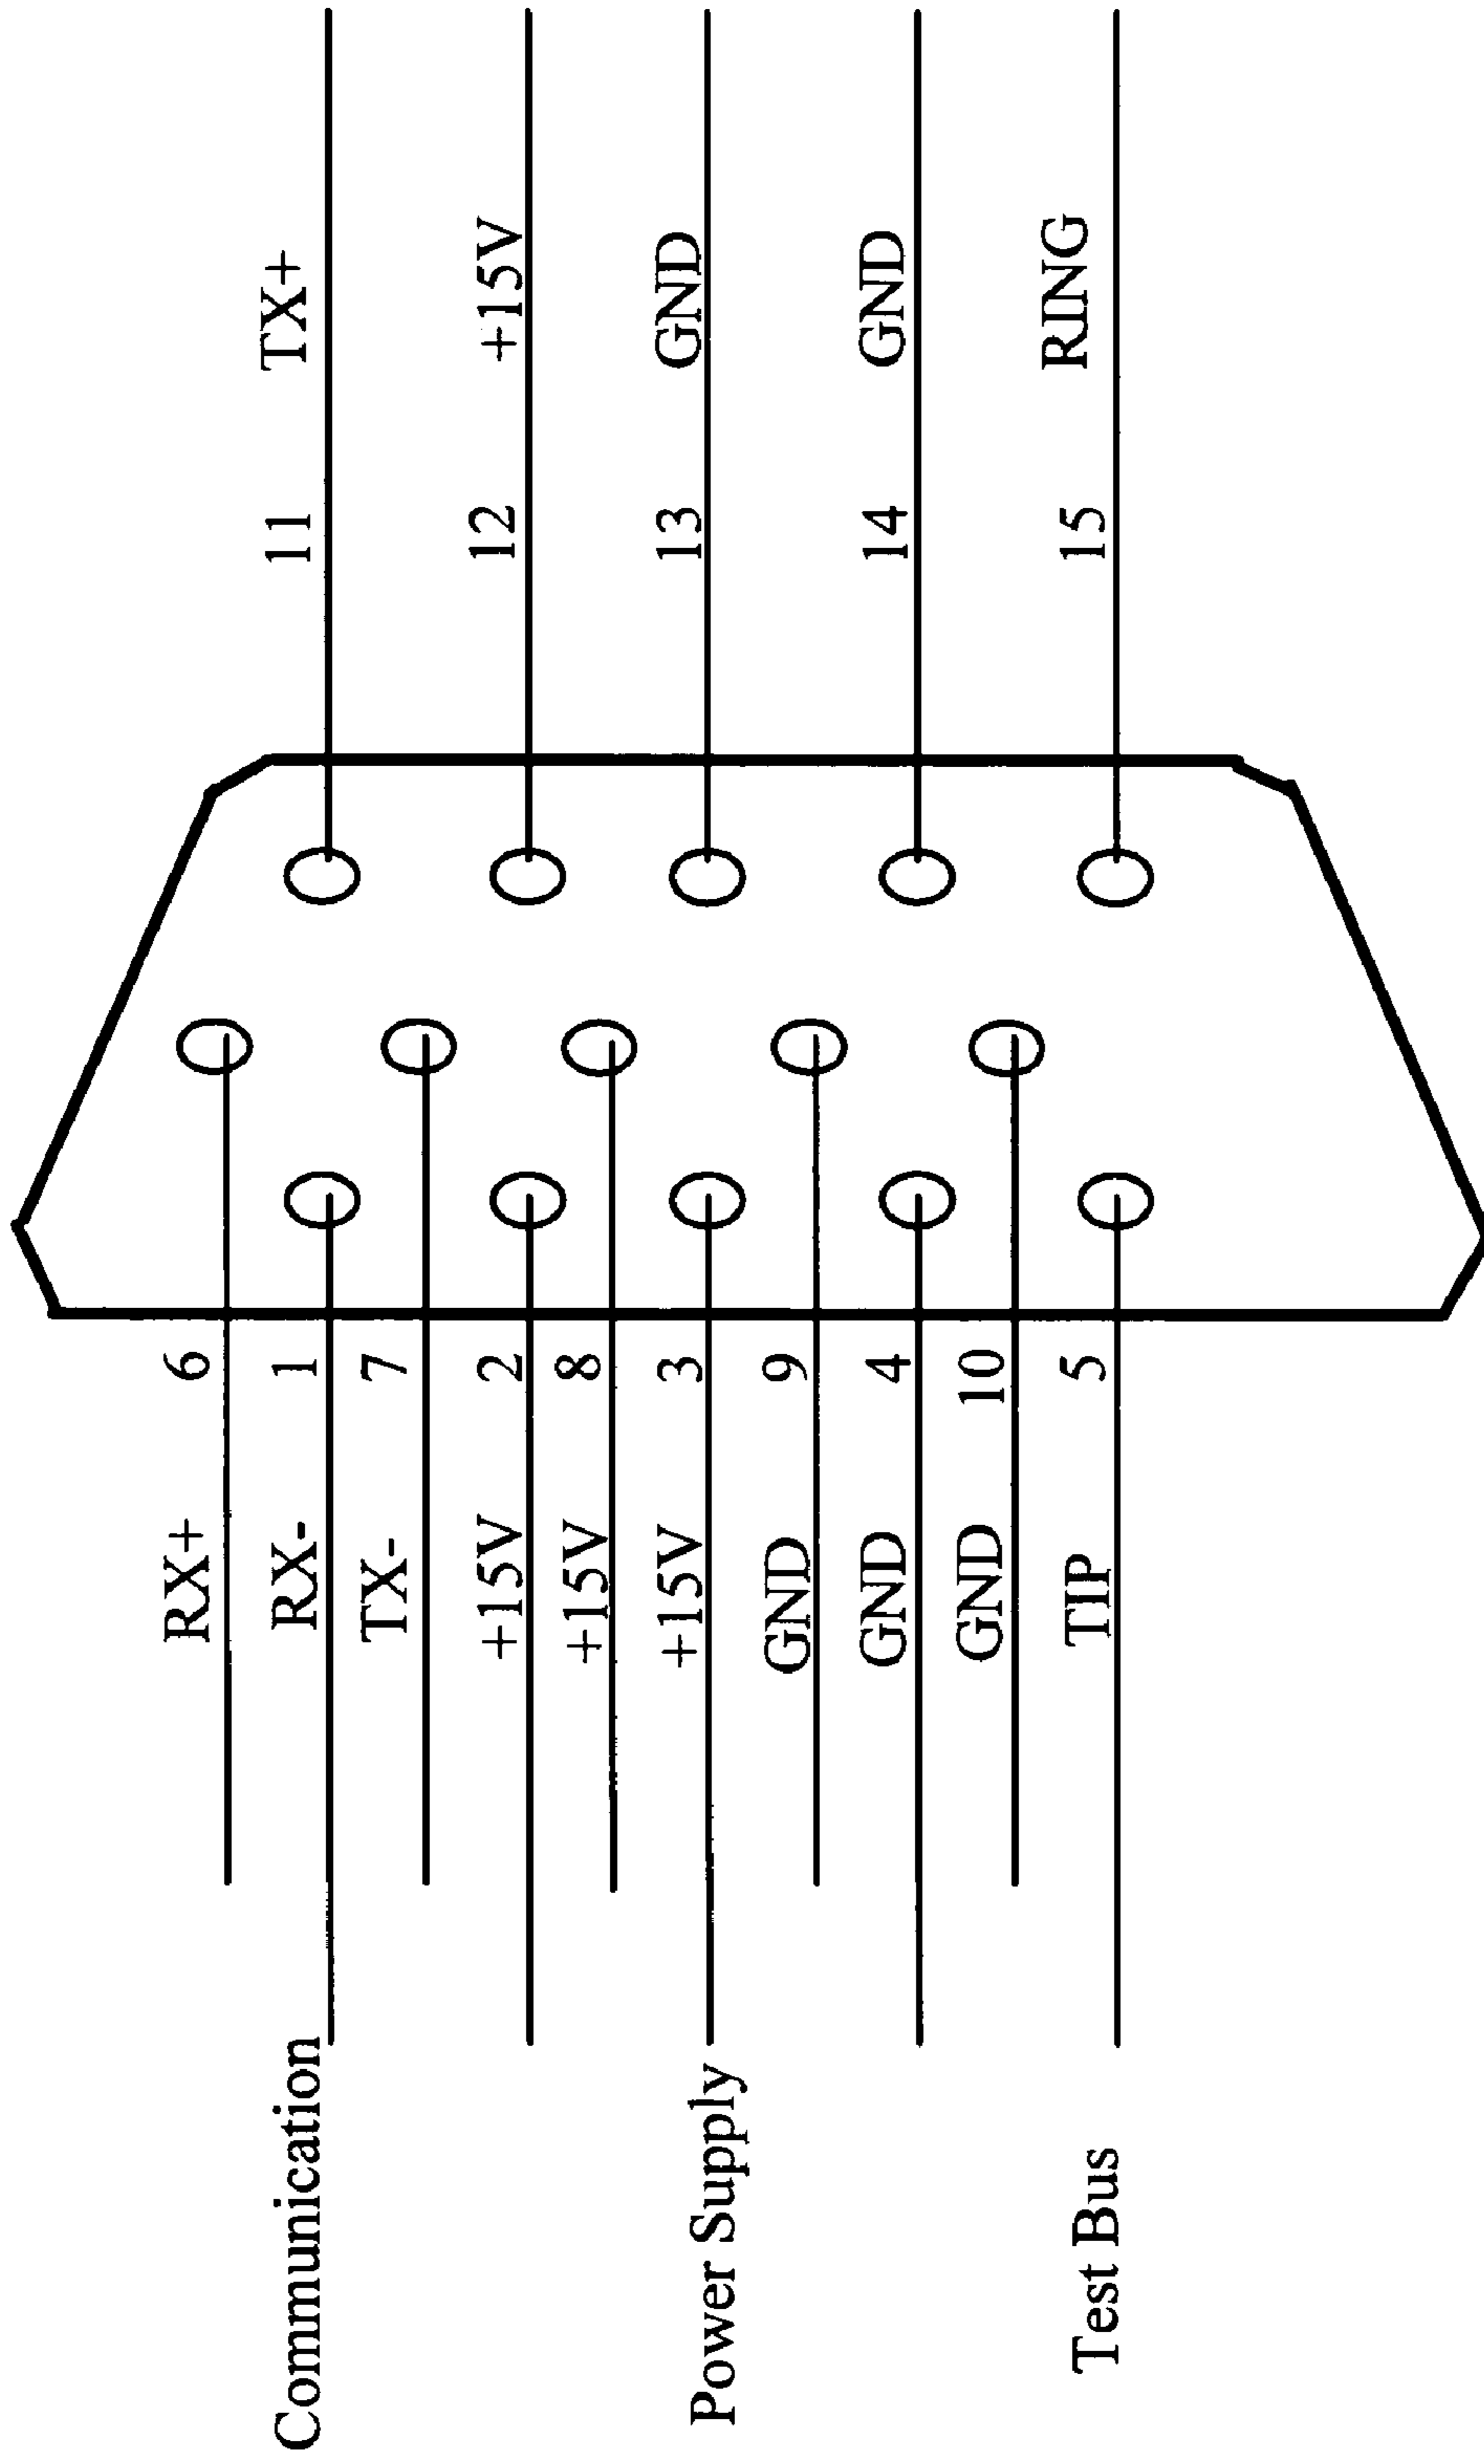 Communication
RX+ 6
RX- 1
TX- 7
11 TX+
Power Supply
+15V 2
+15V 8
+15V 3
GND 9
GND 4
GND 10
12 +15V
13 GND
14 GND
Test Bus
TIP 5
15 RING